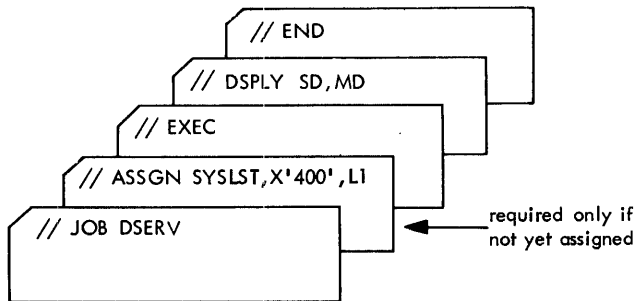 // END
// DSPLY SD,MD
// EXEC
// ASSGN SYSLST,X'400',L1
// JOB DSERV
required only if
not yet assigned